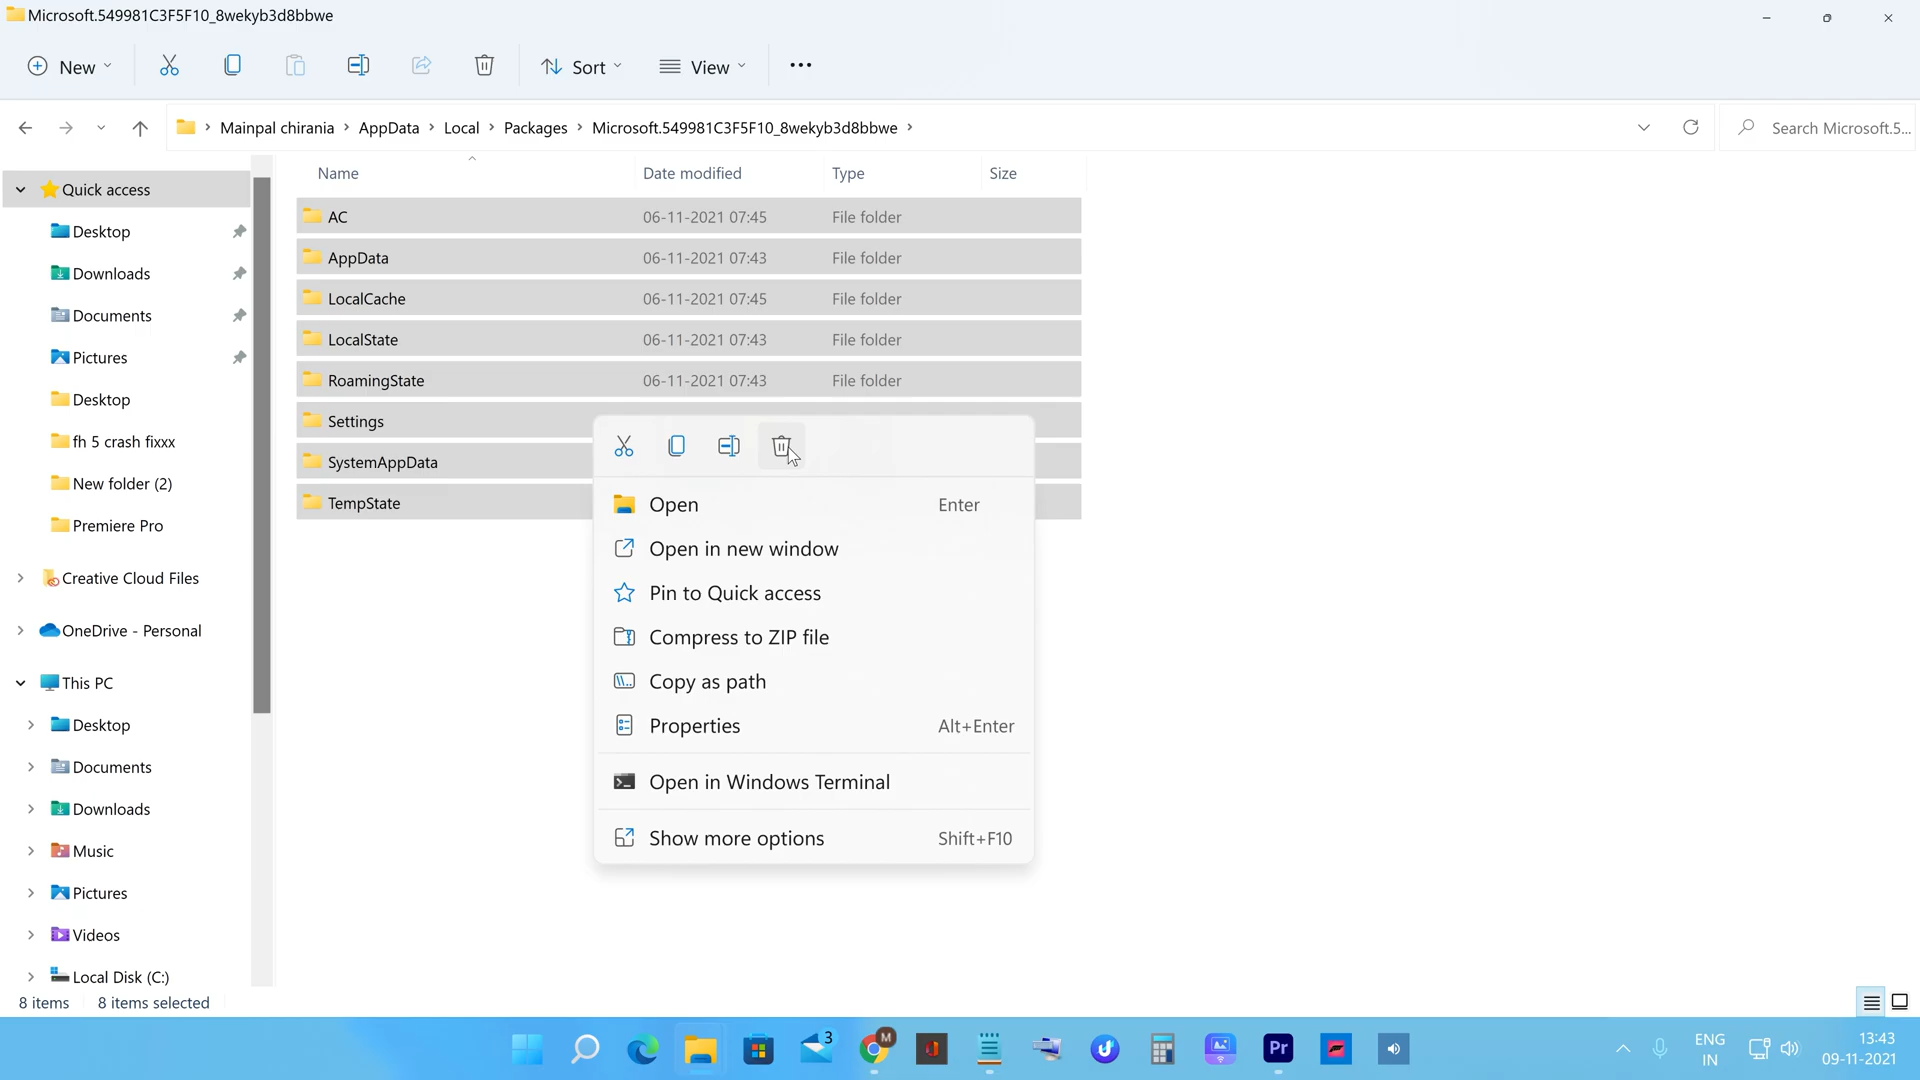 Microsoft.549981C3F5F10_8wekyb3d8bbwe
New
Sort
View
Mainpal chirania > AppData > Local > Packages > Microsoft.549981C3F5F10_8wekyb3d8bbwe >
Search Microsoft.5...
Name Date modified Type Size
Quick access
Desktop
Downloads
Documents
Pictures
Desktop
fh 5 crash fixxx
New folder (2)
Premiere Pro
Creative Cloud Files
OneDrive - Personal
This PC
Desktop
Documents
Downloads
Music
Pictures
Videos
Local Disk (C:)
AC 06-11-2021 07:45 File folder
AppData 06-11-2021 07:43 File folder
LocalCache 06-11-2021 07:45 File folder
LocalState 06-11-2021 07:43 File folder
RoamingState 06-11-2021 07:43 File folder
Settings
SystemAppData
TempState
Open Enter
Open in new window
Pin to Quick access
Compress to ZIP file
Copy as path
Properties Alt+Enter
Open in Windows Terminal
Show more options Shift+F10
8 items 8 items selected
3
M
Pr
ENG
IN
13:43
09-11-2021